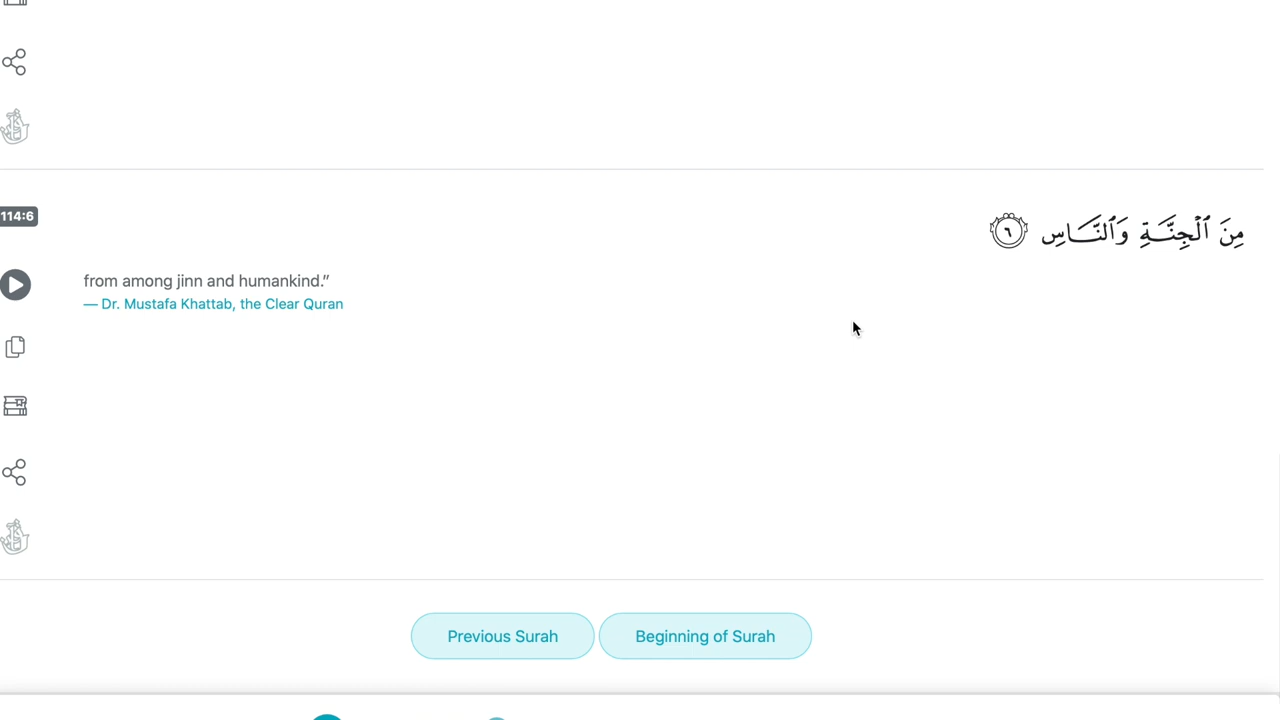 114:6
مِنَ ٱلْجِنَّةِ وَٱلنَّاسِ ٦
from among jinn and humankind.”
— Dr. Mustafa Khattab, the Clear Quran
Previous Surah
Beginning of Surah